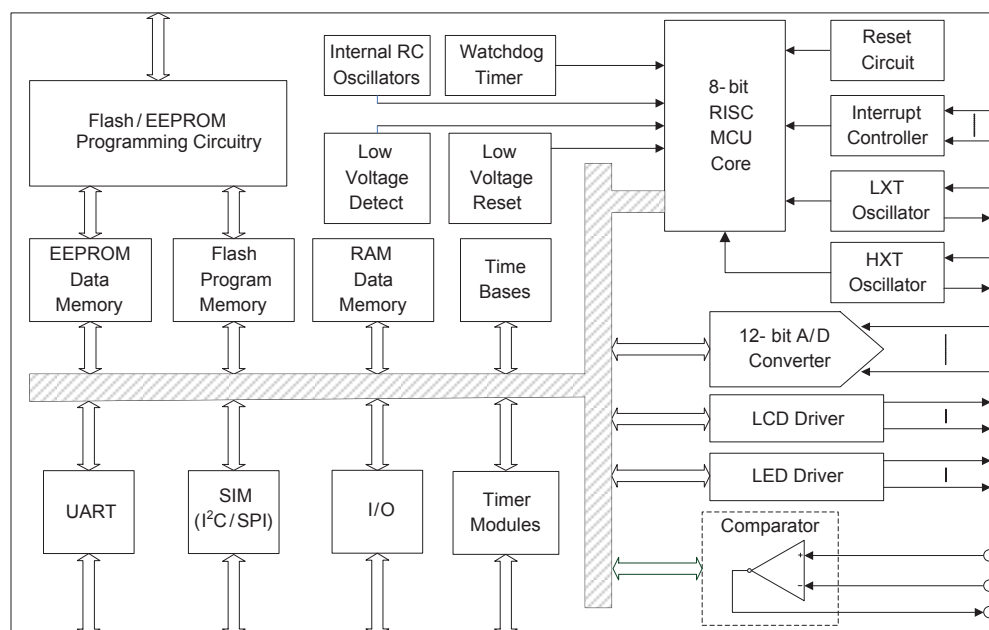 Internal RC
Oscillators
Watchdog
Timer
8-bit
RISC
MCU
Core
Reset
Circuit
Flash/EEPROM
Programming Circuitry
Interrupt
Controller
Low
Voltage
Detect
Low
Voltage
Reset
LXT
Oscillator
EEPROM
Data
Memory
Flash
Program
Memory
RAM
Data
Memory
Time
Bases
HXT
Oscillator
12- bit A/D
Converter
LCD Driver
LED Driver
UART
SIM
(I²C/SPI)
I/O
Timer
Modules
Comparator
+
−